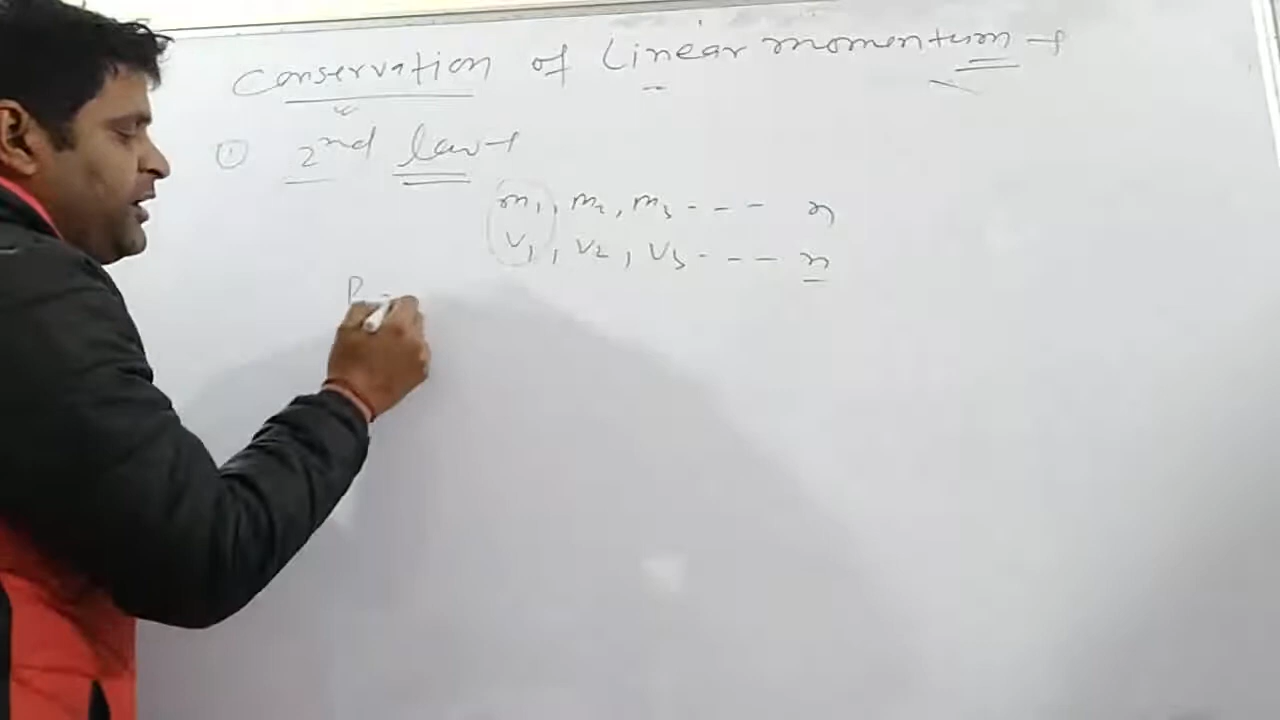 Conservation of Linear momentum -
① 2nd law -
m1, m2, m3 - - - n
v1, v2, v3 - - - n
P =